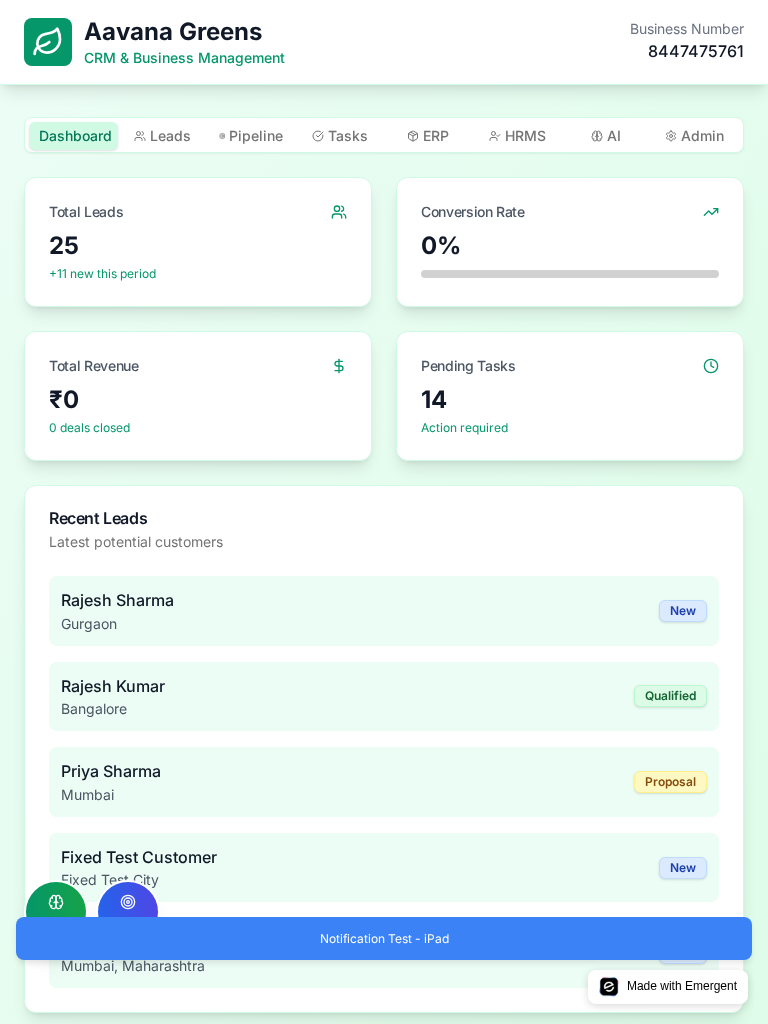 Aavana Greens
CRM & Business Management
Business Number
8447475761
Dashboard
Leads
Pipeline
Tasks
ERP
HRMS
AI
Admin
Total Leads
25
+11 new this period
Conversion Rate
0%
Total Revenue
₹0
0 deals closed
Pending Tasks
14
Action required
Recent Leads
Latest potential customers
Rajesh Sharma
Gurgaon
New
Rajesh Kumar
Bangalore
Qualified
Priya Sharma
Mumbai
Proposal
Fixed Test Customer
Fixed Test City
New
Notification Test - iPad
Mumbai, Maharashtra
Made with Emergent